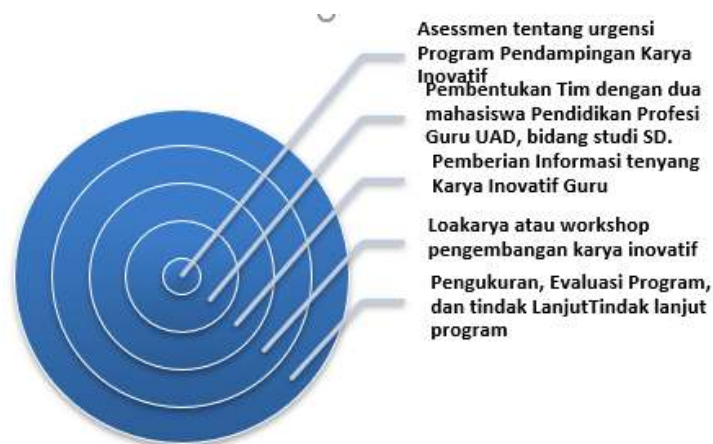 Asessmen tentang urgensi
Program Pendampingan Karya
Inovatif
Pembentukan Tim dengan dua
mahasiswa Pendidikan Profesi
Guru UAD, bidang studi SD.
Pemberian Informasi tenyang
Karya Inovatif Guru
Loakarya atau workshop
pengembangan karya inovatif
Pengukuran, Evaluasi Program,
dan tindak LanjutTindak lanjut
program